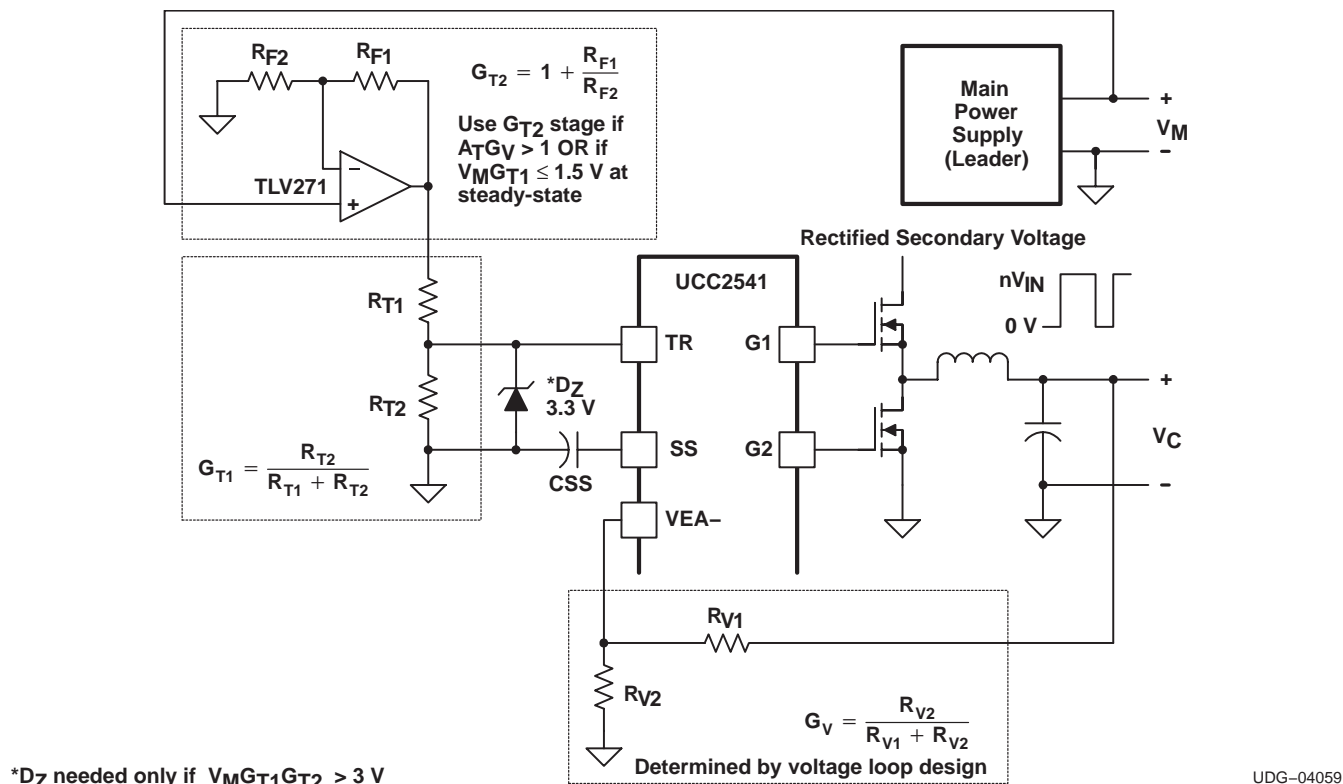 RF2
RF1
GT2 = 1 + RF1 / RF2
Use GT2 stage if
ATGV > 1 OR if
VMGT1 ≤ 1.5 V at
steady-state
TLV271
−
+
Main
Power
Supply
(Leader)
+
VM
-
Rectified Secondary Voltage
nVIN
0 V
RT1
RT2
GT1 = RT2 / RT1 + RT2
*DZ
3.3 V
CSS
UCC2541
TR
G1
SS
G2
VEA−
+
VC
-
RV1
RV2
GV = RV2 / RV1 + RV2
Determined by voltage loop design
*DZ needed only if VMGT1GT2 > 3 V
UDG−04059